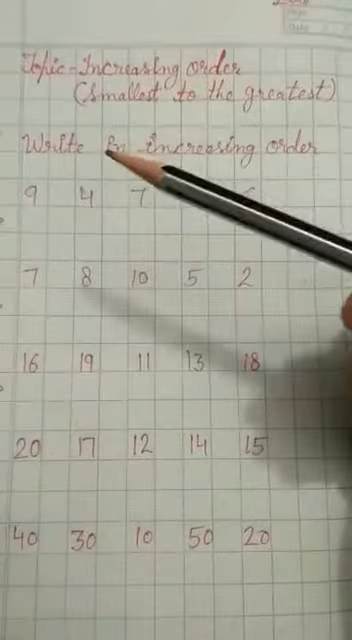 Topic-Increasing order
(Smallest to the greatest)
Write in increasing order
9 4 7
7 8 10 5 2
16 19 11 13 18
20 17 12 14 15
40 30 10 50 20